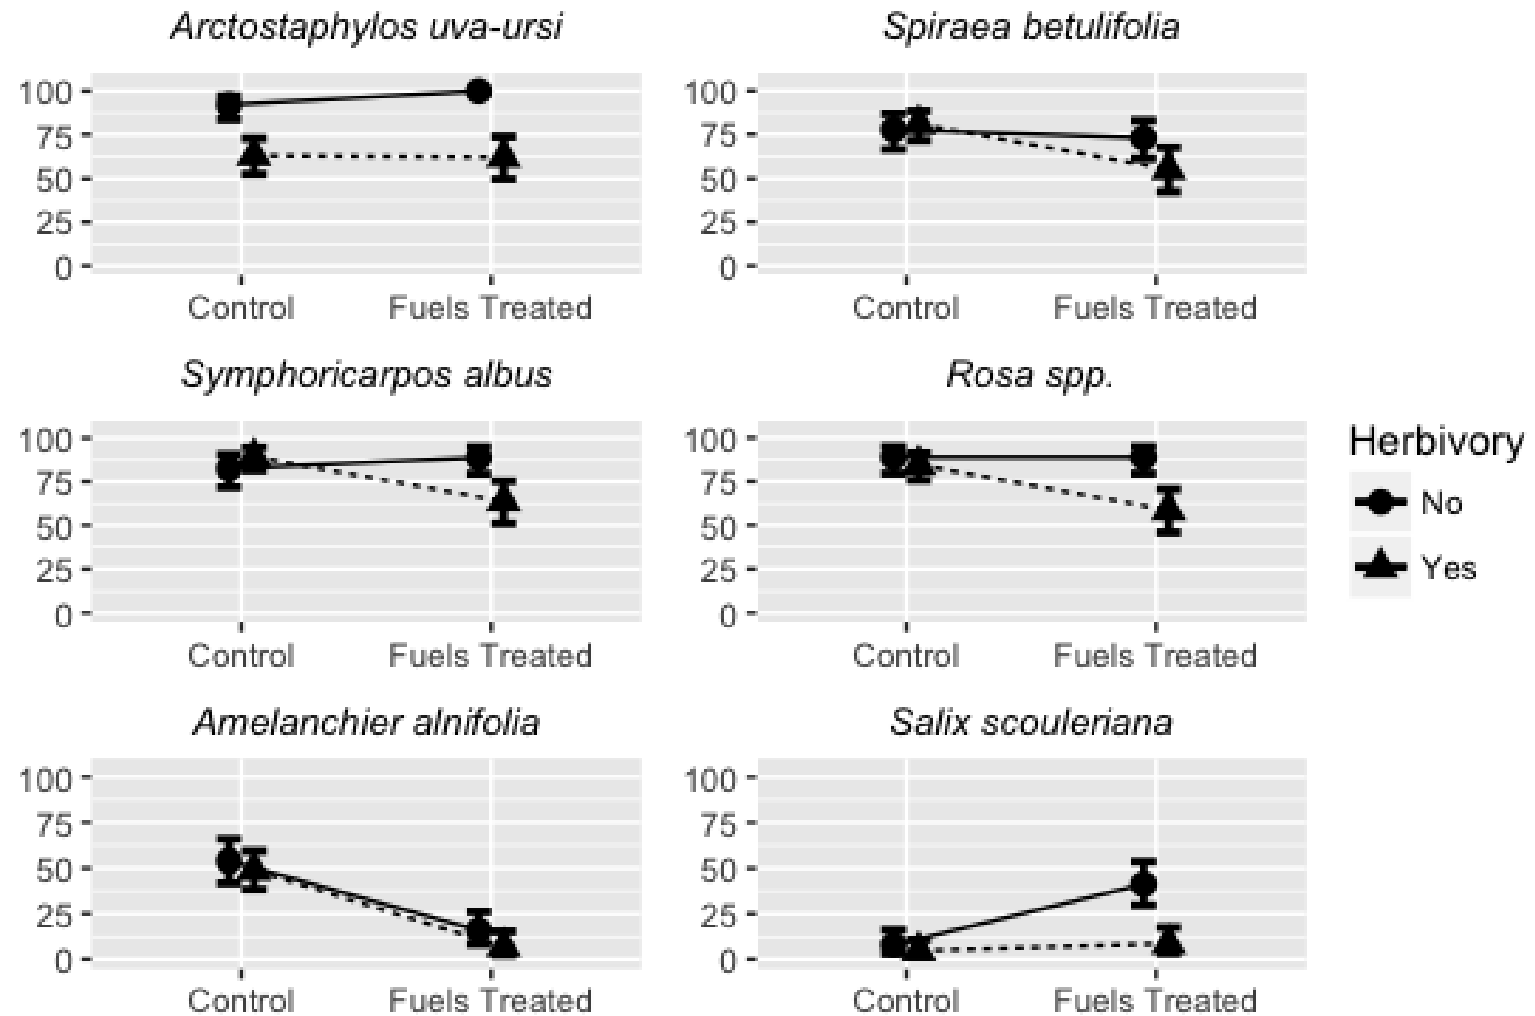 Arctostaphylos uva-ursi
100
75
50
25
0
Control Fuels Treated
Spiraea betulifolia
100
75
50
25
0
Control Fuels Treated
Symphoricarpos albus
100
75
50
25
0
Control Fuels Treated
Rosa spp.
100
75
50
25
0
Control Fuels Treated
Herbivory
No
Yes
Amelanchier alnifolia
100
75
50
25
0
Control Fuels Treated
Salix scouleriana
100
75
50
25
0
Control Fuels Treated